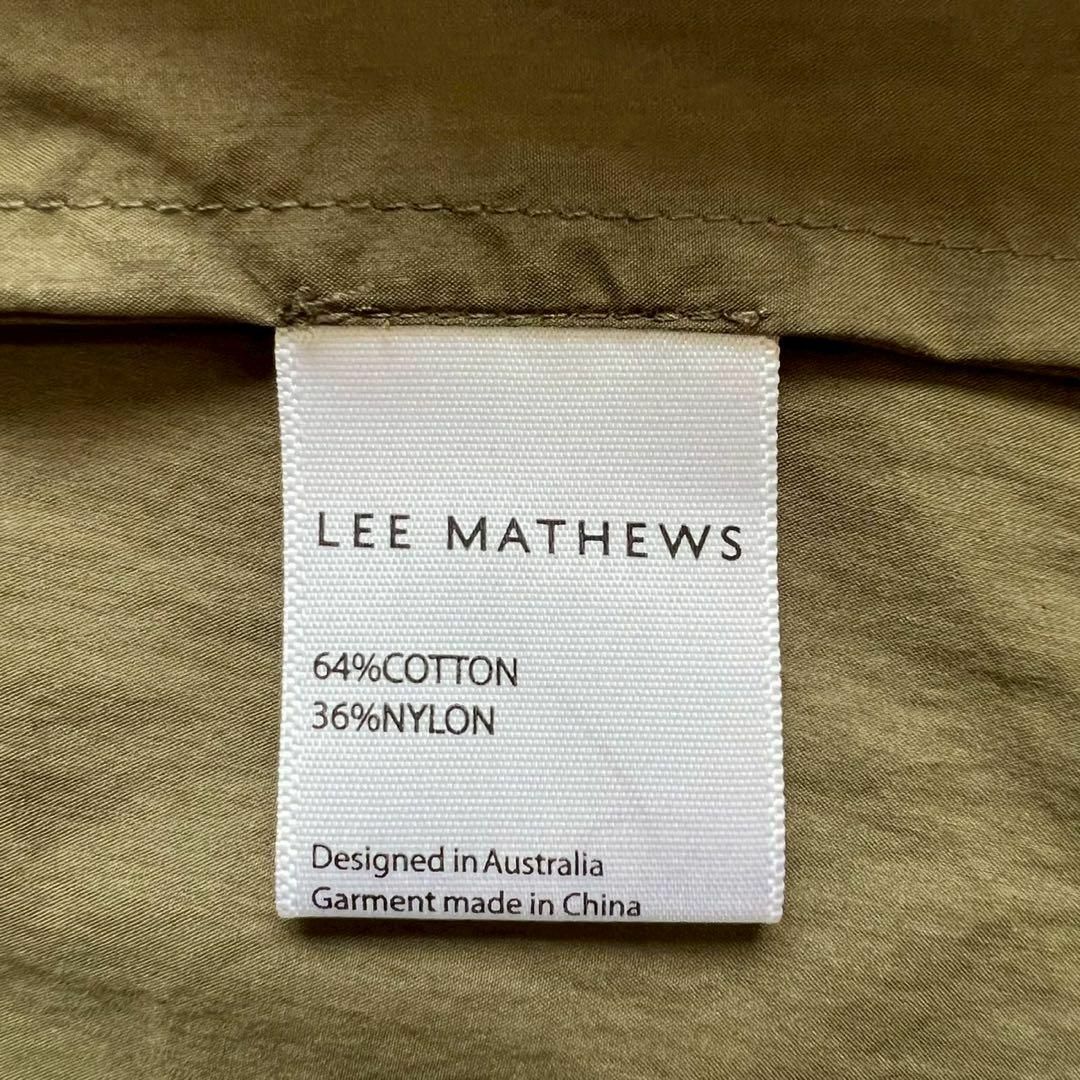 LEE MATHEWS
64%COTTON
36%NYLON
Designed in Australia
Garment made in China